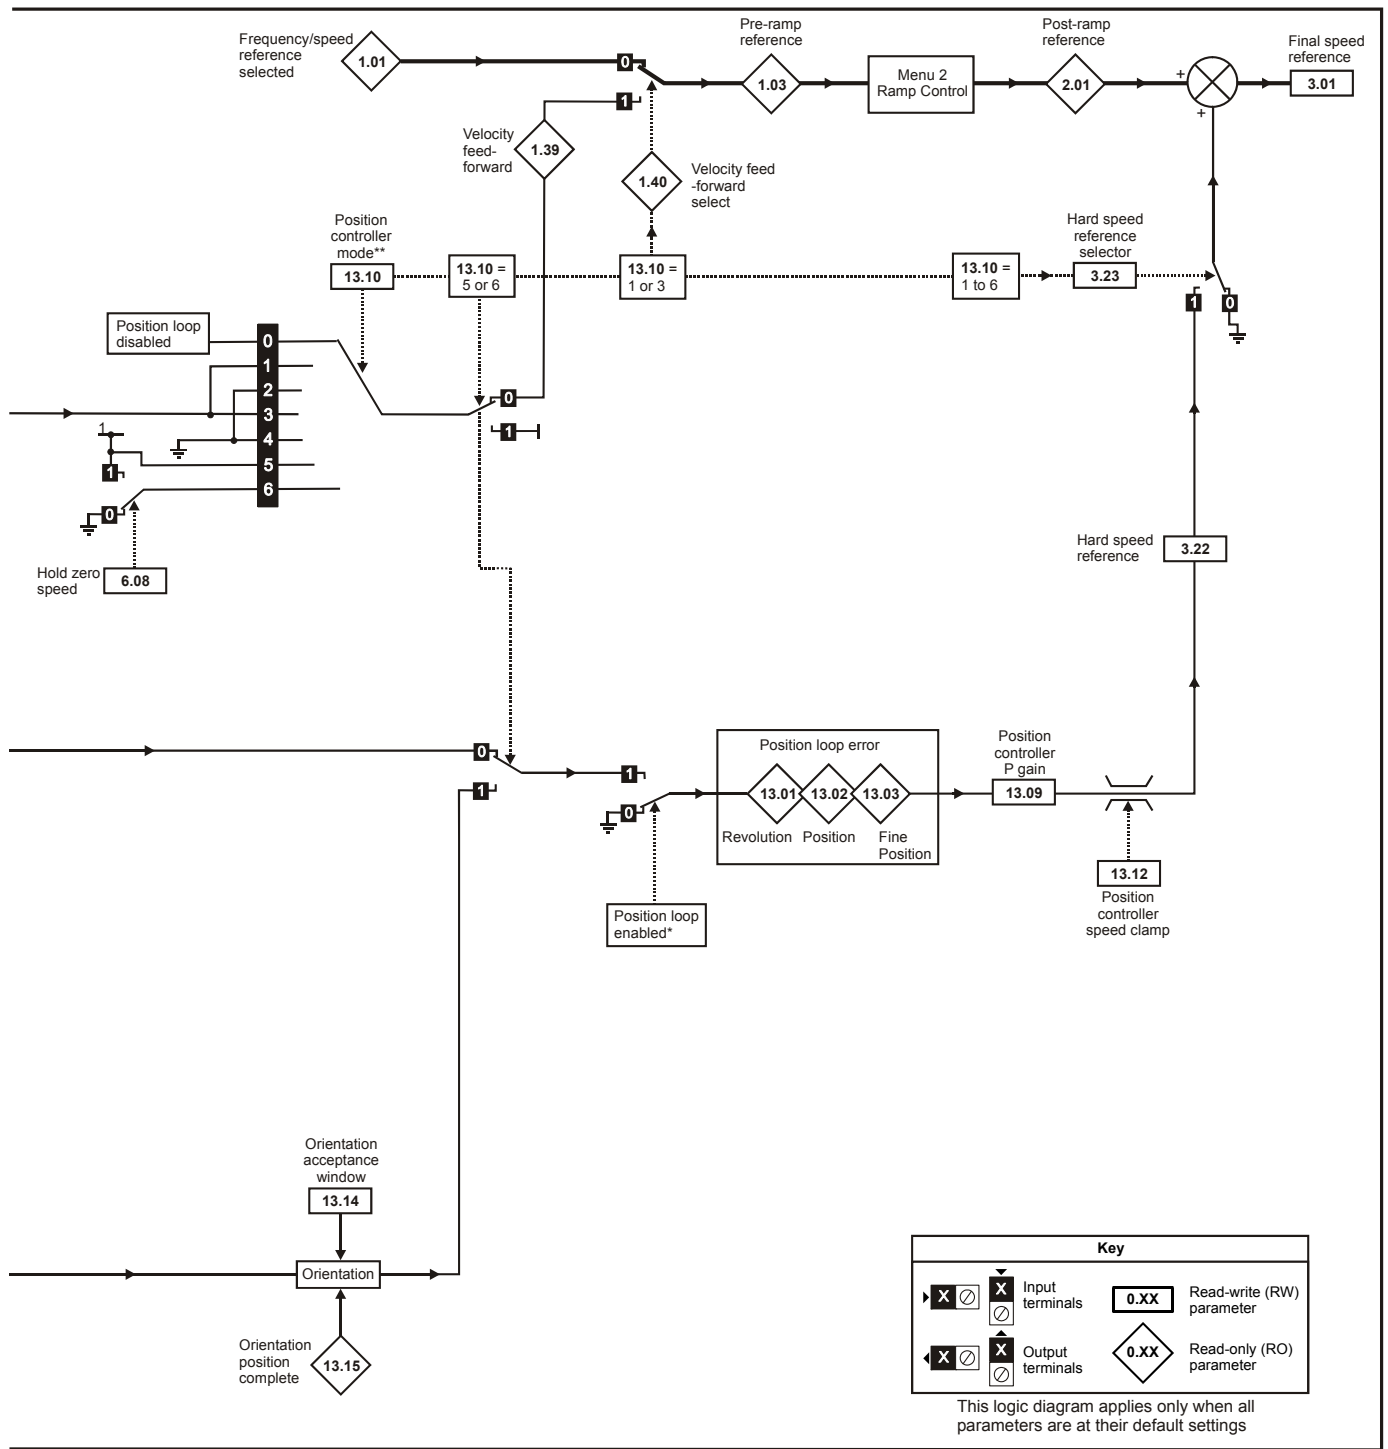 Frequency/speed
reference
selected
1.01
0
1
Pre-ramp
reference
1.03
Menu 2
Ramp Control
Post-ramp
reference
2.01
+
+
Final speed
reference
3.01
Velocity
feed-
forward
1.39
1.40
Velocity feed
-forward
select
Position
controller
mode**
13.10
13.10 =
5 or 6
13.10 =
1 or 3
13.10 =
1 to 6
Hard speed
reference
selector
3.23
1
0
Position loop
disabled
0
1
2
3
4
5
6
0
1
1
1
0
Hold zero
speed
6.08
Hard speed
reference
3.22
0
1
1
0
Position loop
enabled*
Position loop error
13.01
13.02
13.03
Revolution
Position
Fine
Position
Position
controller
P gain
13.09
13.12
Position
controller
speed clamp
Orientation
acceptance
window
13.14
Orientation
Orientation
position
complete
13.15
Key
X
X
Input
terminals
0.XX
Read-write (RW)
parameter
X
X
Output
terminals
0.XX
Read-only (RO)
parameter
This logic diagram applies only when all
parameters are at their default settings